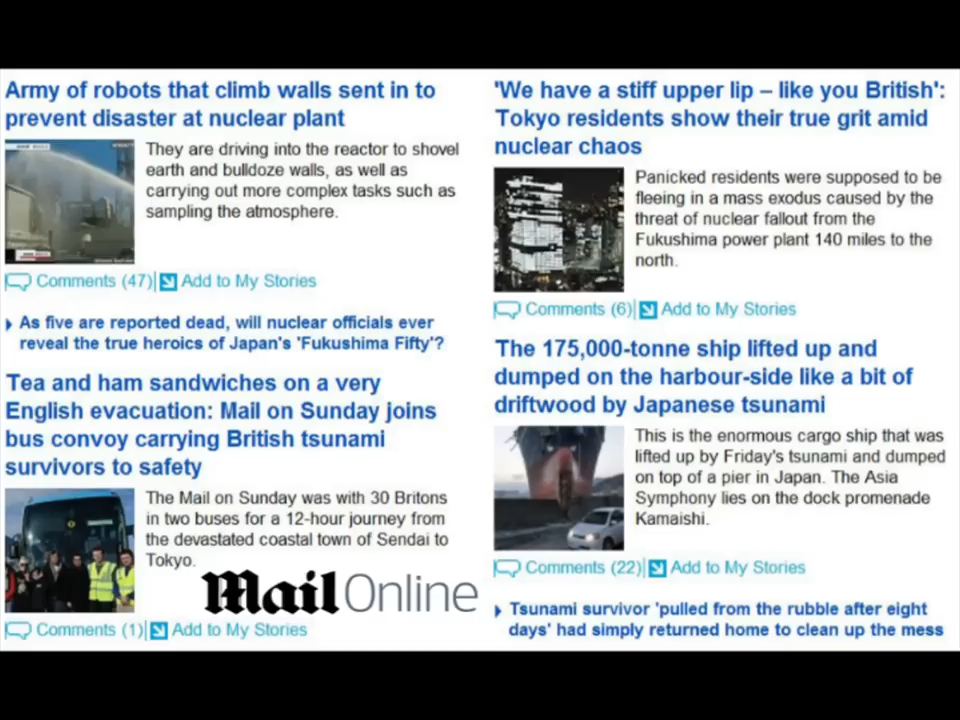 Army of robots that climb walls sent in to
prevent disaster at nuclear plant
They are driving into the reactor to shovel
earth and bulldoze walls, as well as
carrying out more complex tasks such as
sampling the atmosphere.
Comments (47)
Add to My Stories
As five are reported dead, will nuclear officials ever
reveal the true heroics of Japan's 'Fukushima Fifty'?
Tea and ham sandwiches on a very
English evacuation: Mail on Sunday joins
bus convoy carrying British tsunami
survivors to safety
The Mail on Sunday was with 30 Britons
in two buses for a 12-hour journey from
the devastated coastal town of Sendai to
Tokyo.
Mail Online
Comments (1)
Add to My Stories
'We have a stiff upper lip – like you British':
Tokyo residents show their true grit amid
nuclear chaos
Panicked residents were supposed to be
fleeing in a mass exodus caused by the
threat of nuclear fallout from the
Fukushima power plant 140 miles to the
north.
Comments (6)
Add to My Stories
The 175,000-tonne ship lifted up and
dumped on the harbour-side like a bit of
driftwood by Japanese tsunami
This is the enormous cargo ship that was
lifted up by Friday's tsunami and dumped
on top of a pier in Japan. The Asia
Symphony lies on the dock promenade
Kamaishi.
Comments (22)
Add to My Stories
Tsunami survivor 'pulled from the rubble after eight
days' had simply returned home to clean up the mess